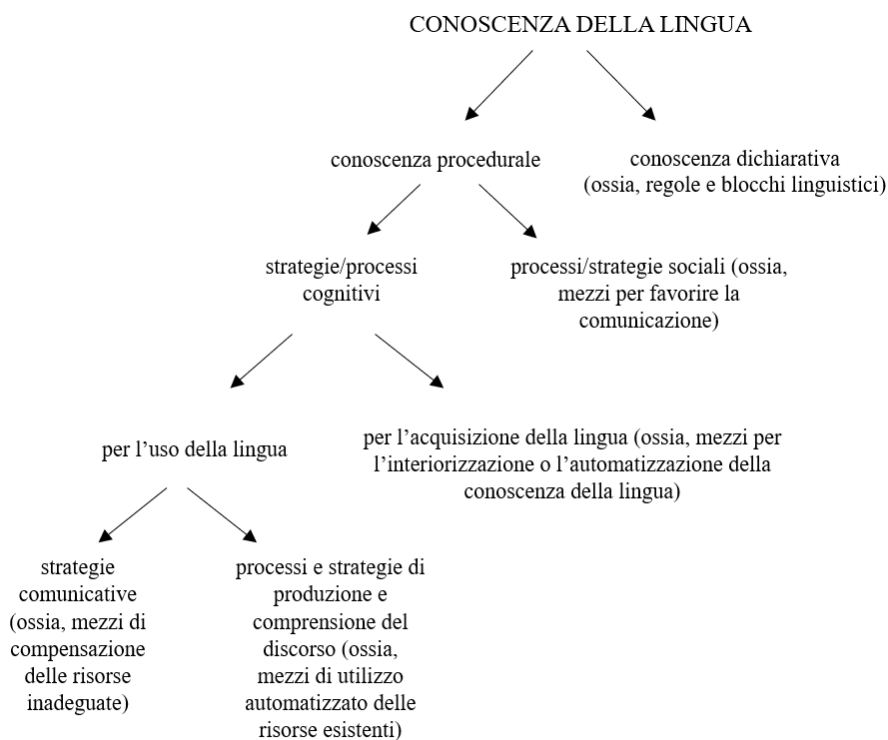 CONOSCENZA DELLA LINGUA
conoscenza procedurale
conoscenza dichiarativa
(ossia, regole e blocchi linguistici)
strategie/processi
cognitivi
processi/strategie sociali (ossia,
mezzi per favorire la
comunicazione)
per l'uso della lingua
per l'acquisizione della lingua (ossia, mezzi per
l'interiorizzazione o l'automatizzazione della
conoscenza della lingua)
strategie
comunicative
(ossia, mezzi di
compensazione
delle risorse
inadeguate)
processi e strategie di
produzione e
comprensione del
discorso (ossia,
mezzi di utilizzo
automatizzato delle
risorse esistenti)